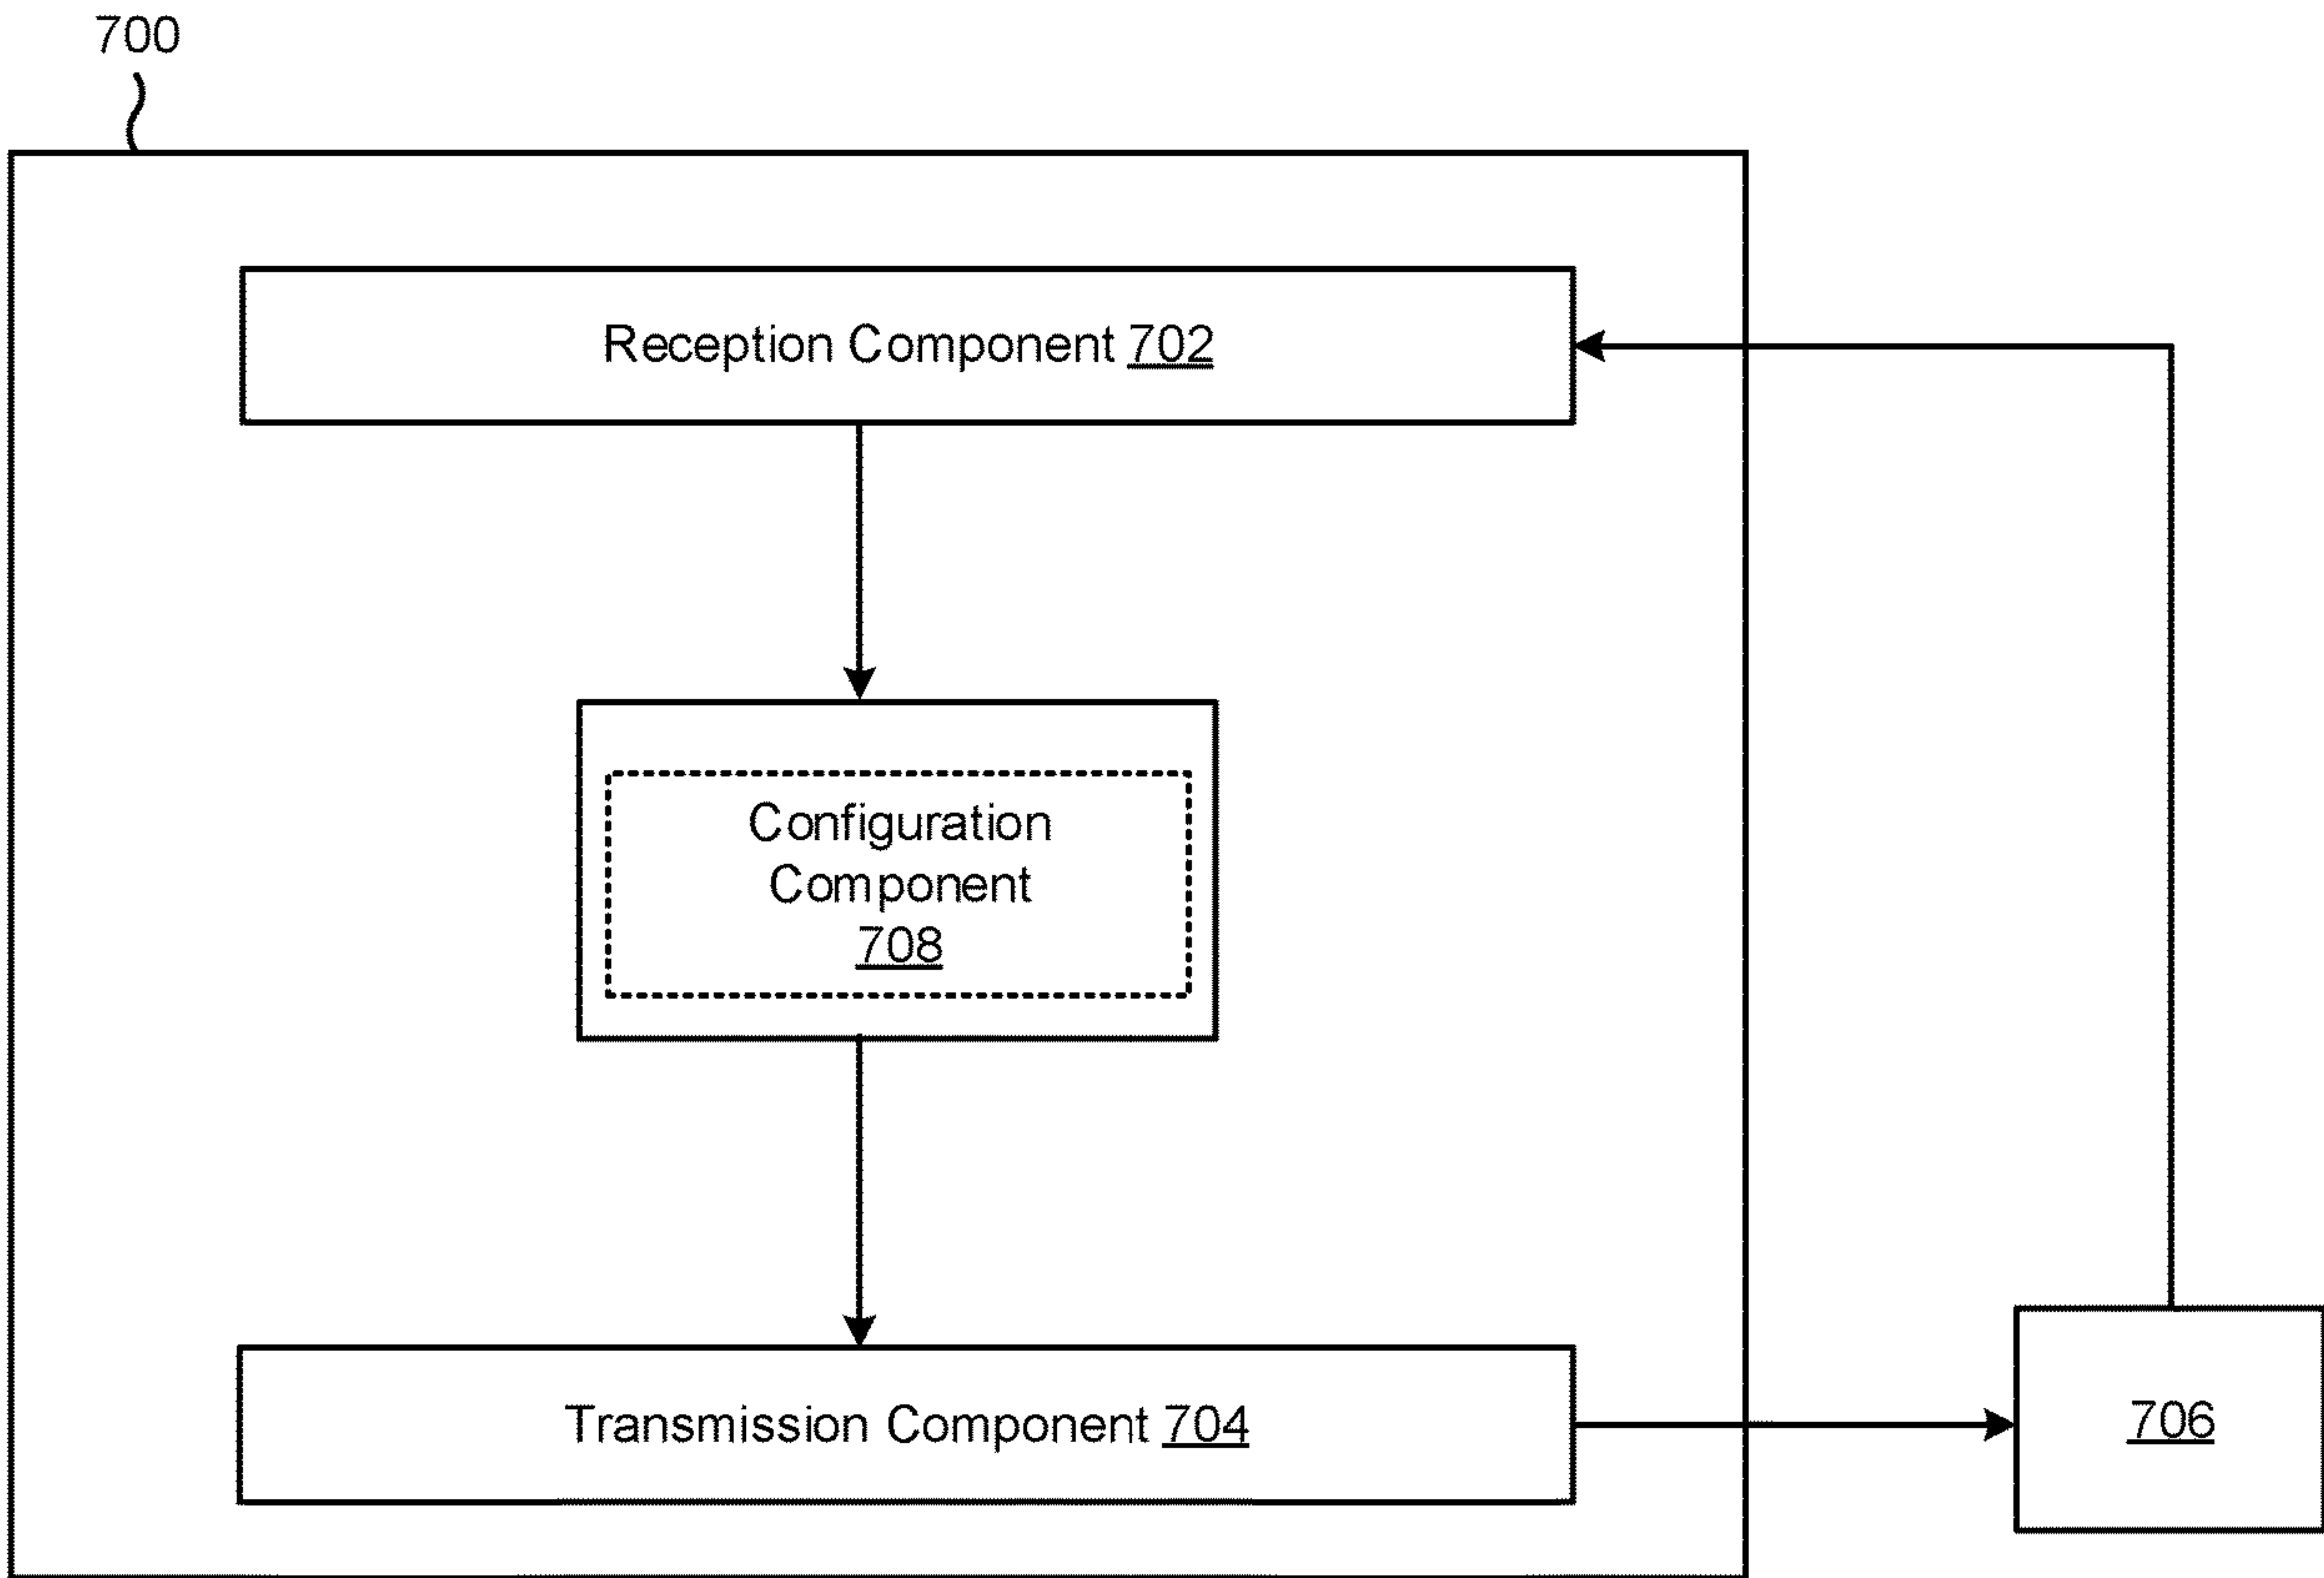 700
Reception Component 702
Configuration
Component
708
Transmission Component 704
706